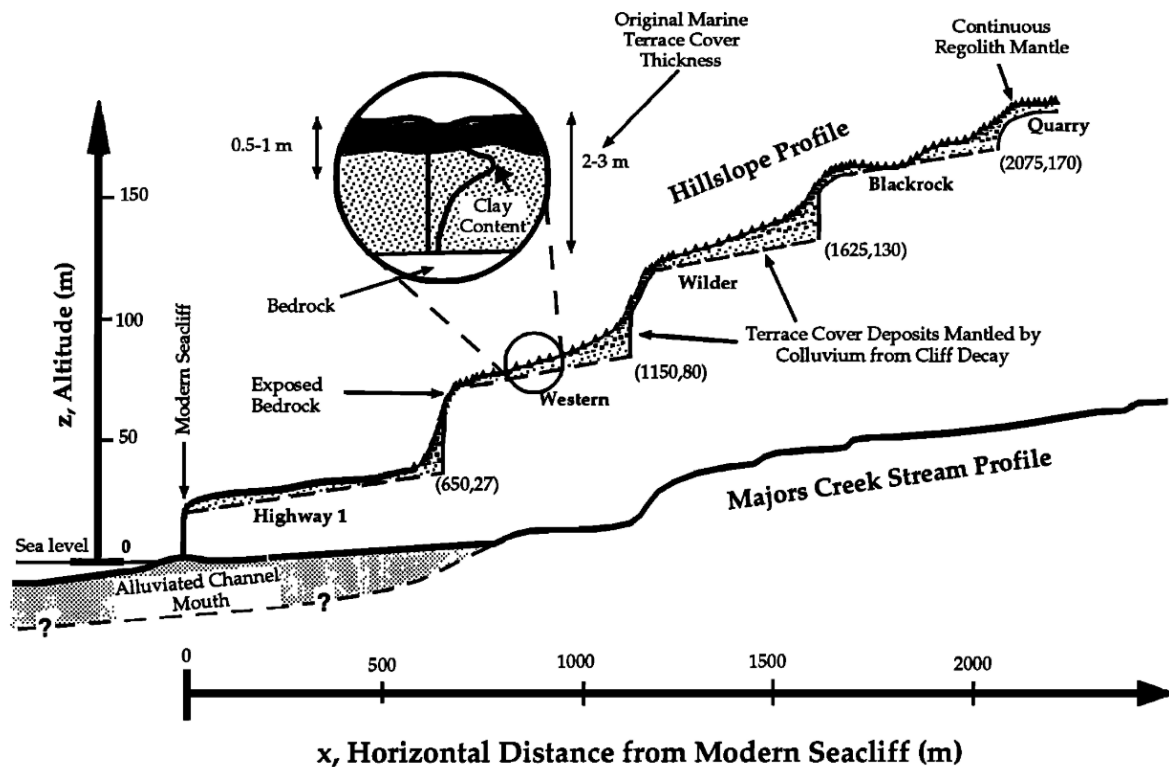 Original Marine
Terrace Cover
Thickness
Continuous
Regolith Mantle
0.5-1 m
2-3 m
Clay
Content
Bedrock
Hillslope Profile
Quarry
(2075,170)
Blackrock
(1625,130)
Wilder
Terrace Cover Deposits Mantled by
Colluvium from Cliff Decay
(1150,80)
Western
Exposed
Bedrock
Modern Seacliff
(650,27)
Highway 1
Majors Creek Stream Profile
z, Altitude (m)
150
100
50
0
Sea level
Alluviated Channel
Mouth
?
?
0
500
1000
1500
2000
x, Horizontal Distance from Modern Seacliff (m)